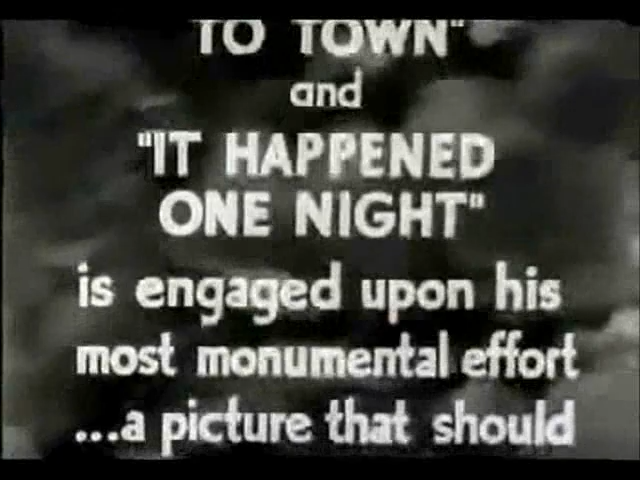 TO TOWN"
and
"IT HAPPENED
ONE NIGHT"
is engaged upon his
most monumental effort
...a picture that should